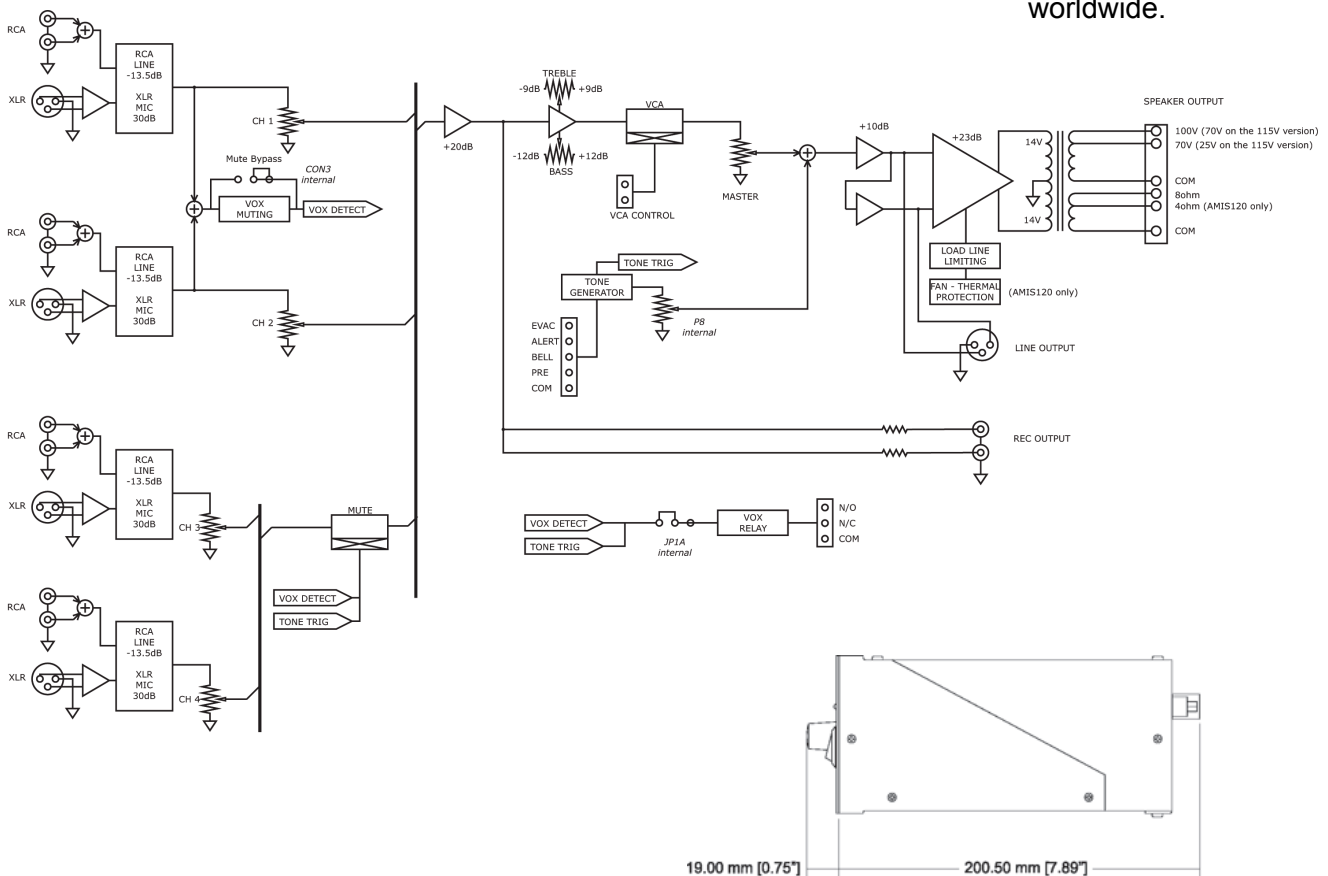 worldwide.
RCA
XLR
RCA
LINE
-13.5dB
XLR
MIC
30dB
CH 1
Mute Bypass
CON3
internal
VOX
MUTING
VOX DETECT
RCA
XLR
RCA
LINE
-13.5dB
XLR
MIC
30dB
CH 2
RCA
XLR
RCA
LINE
-13.5dB
XLR
MIC
30dB
CH 3
RCA
XLR
RCA
LINE
-13.5dB
XLR
MIC
30dB
CH 4
MUTE
VOX DETECT
TONE TRIG
+20dB
TREBLE
-9dB
+9dB
-12dB
+12dB
BASS
VCA
VCA CONTROL
MASTER
TONE TRIG
TONE
GENERATOR
P8
internal
EVAC
ALERT
BELL
PRE
COM
+10dB
+23dB
14V
14V
LOAD LINE
LIMITING
FAN - THERMAL
PROTECTION
(AMIS120 only)
LINE OUTPUT
SPEAKER OUTPUT
100V (70V on the 115V version)
70V (25V on the 115V version)
COM
8ohm
4ohm (AMIS120 only)
COM
REC OUTPUT
VOX DETECT
TONE TRIG
JP1A
internal
VOX
RELAY
N/O
N/C
COM
19.00 mm [0.75"]
200.50 mm [7.89"]